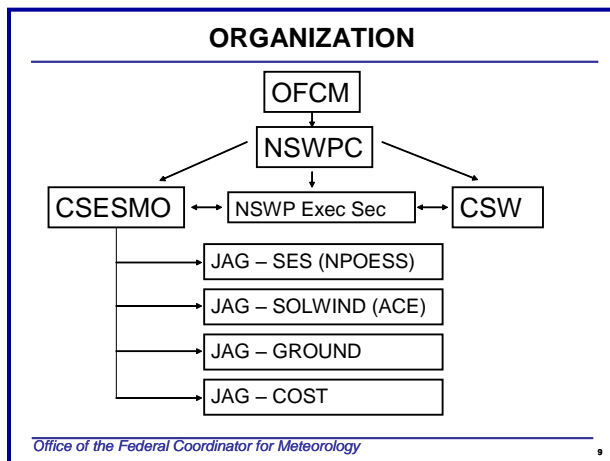 ORGANIZATION
OFCM
NSWPC
CSESMO
NSWP Exec Sec
CSW
JAG – SES (NPOESS)
JAG – SOLWIND (ACE)
JAG – GROUND
JAG – COST
Office of the Federal Coordinator for Meteorology
9